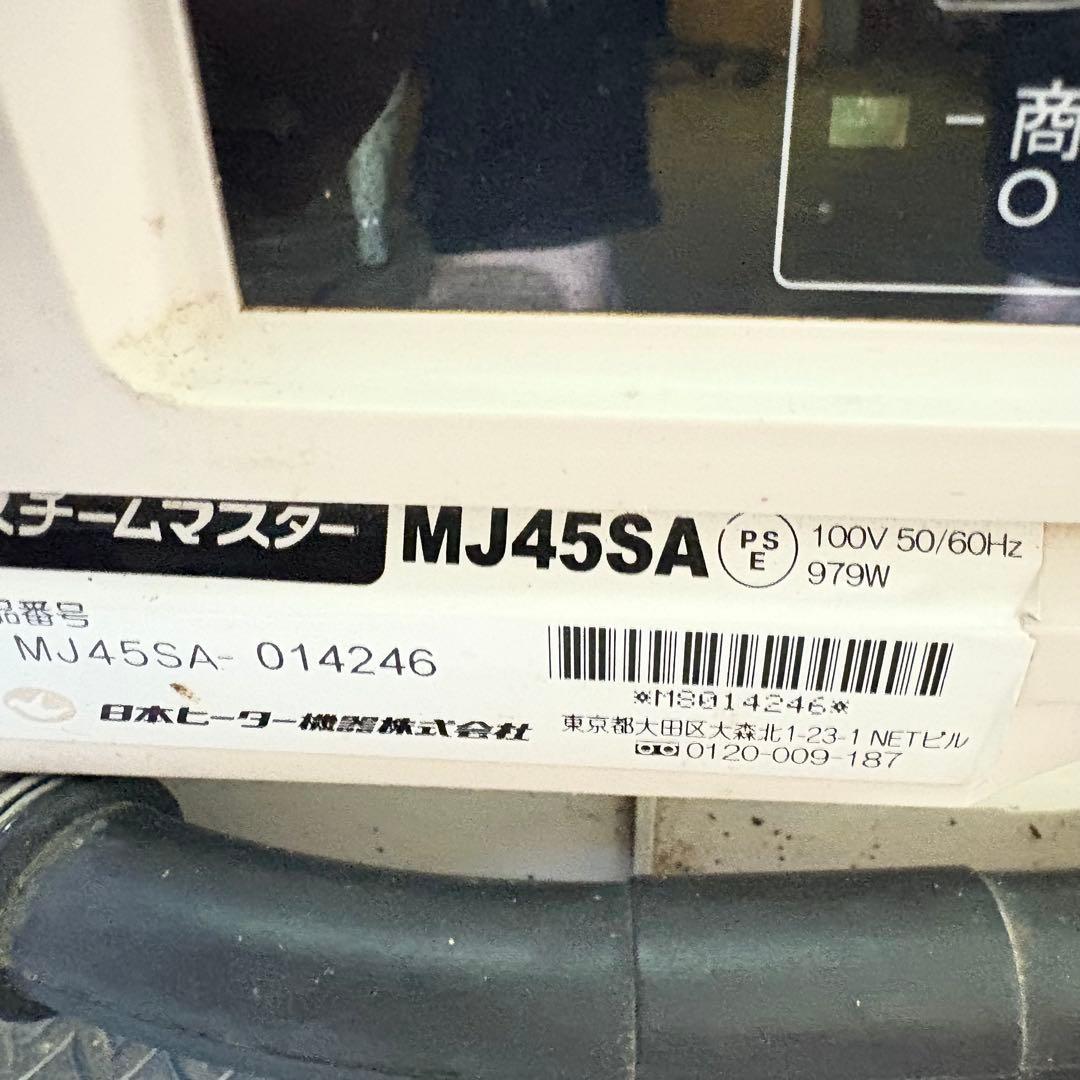 商
スチームマスター MJ45SA PSE 100V 50/60Hz
979W
品番号
MJ45SA- 014246
*MS014246*
日本ヒーター機器株式会社
東京都大田区大森北1-23-1 NETビル
0120-009-187